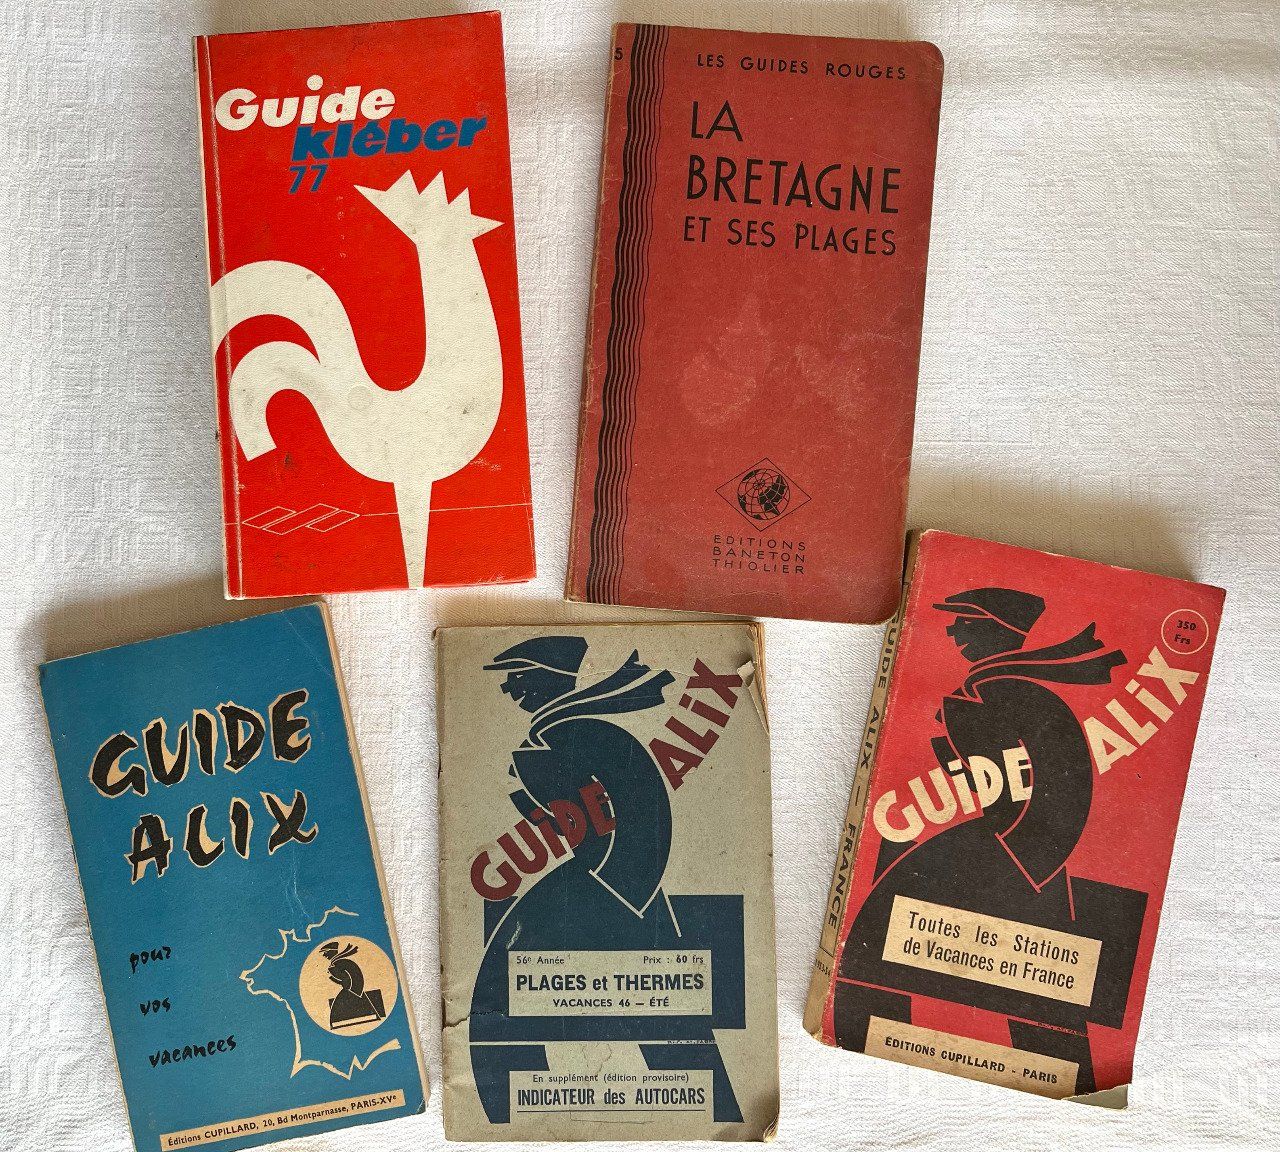 Guide
kléber
77
5
LES GUIDES ROUGES
LA
BRETAGNE
ET SES PLAGES
EDITIONS
BANETON
THIOLIER
GUIDE
ALIX
pour
vos
vacances
Éditions CUPILLARD, 20, Bd Montparnasse, PARIS-XVe
GUiDE ALiX
56e Année Prix : 60 frs
PLAGES et THERMES
VACANCES 46 — ÉTÉ
En supplément (édition provisoire)
INDICATEUR des AUTOCARS
GUIDE ALIX — FRANCE
350
Frs
GUiDE ALiX
Toutes les Stations
de Vacances en France
ÉDITIONS CUPILLARD - PARIS